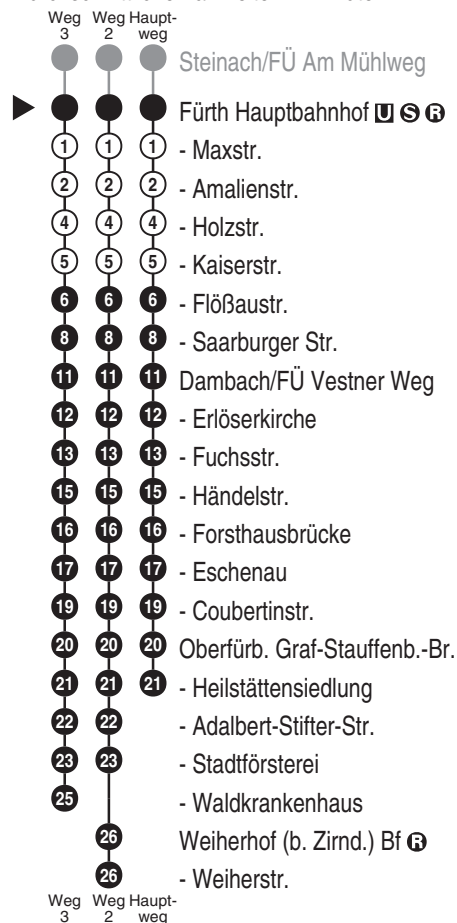 Weg Weg Haupt-
3 2 weg
Steinach/FÜ Am Mühlweg
Fürth Hauptbahnhof U S R
1 1 1 - Maxstr.
2 2 2 - Amalienstr.
4 4 4 - Holzstr.
5 5 5 - Kaiserstr.
6 6 6 - Flößaustr.
8 8 8 - Saarburger Str.
11 11 11 Dambach/FÜ Vestner Weg
12 12 12 - Erlöserkirche
13 13 13 - Fuchsstr.
15 15 15 - Händelstr.
16 16 16 - Forsthausbrücke
17 17 17 - Eschenau
19 19 19 - Coubertinstr.
20 20 20 Oberfürb. Graf-Stauffenb.-Br.
21 21 21 - Heilstättensiedlung
22 22 - Adalbert-Stifter-Str.
23 23 - Stadtförsterei
25 - Waldkrankenhaus
26 Weiherhof (b. Zirnd.) Bf R
26 - Weiherstr.
Weg Weg Haupt-
3 2 weg